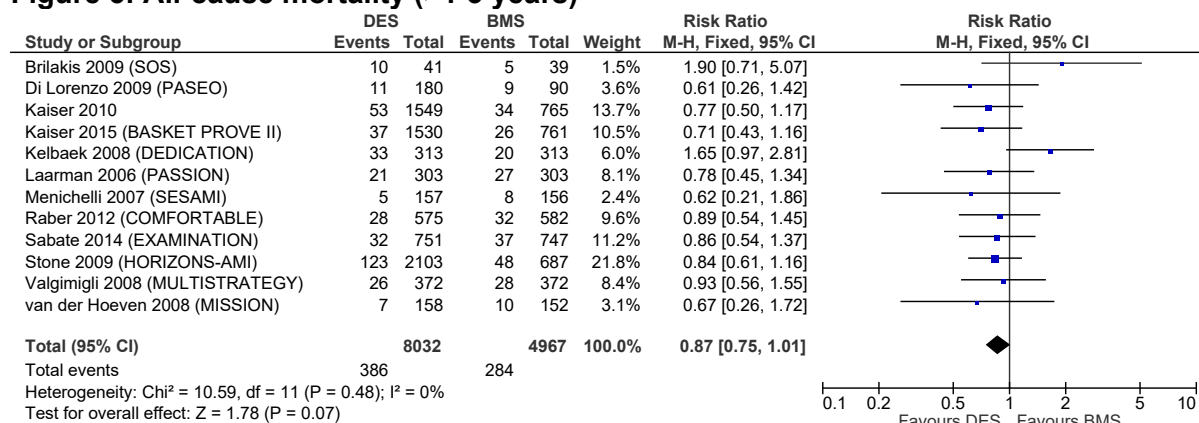 DES BMS Risk Ratio Risk Ratio
Study or Subgroup Events Total Events Total Weight M-H, Fixed, 95% CI M-H, Fixed, 95% CI
Brilakis 2009 (SOS) 10 41 5 39 1.5% 1.90 [0.71, 5.07]
Di Lorenzo 2009 (PASEO) 11 180 9 90 3.6% 0.61 [0.26, 1.42]
Kaiser 2010 53 1549 34 765 13.7% 0.77 [0.50, 1.17]
Kaiser 2015 (BASKET PROVE II) 37 1530 26 761 10.5% 0.71 [0.43, 1.16]
Kelbaek 2008 (DEDICATION) 33 313 20 313 6.0% 1.65 [0.97, 2.81]
Laarman 2006 (PASSION) 21 303 27 303 8.1% 0.78 [0.45, 1.34]
Menichelli 2007 (SESAMI) 5 157 8 156 2.4% 0.62 [0.21, 1.86]
Raber 2012 (COMFORTABLE) 28 575 32 582 9.6% 0.89 [0.54, 1.45]
Sabate 2014 (EXAMINATION) 32 751 37 747 11.2% 0.86 [0.54, 1.37]
Stone 2009 (HORIZONS-AMI) 123 2103 48 687 21.8% 0.84 [0.61, 1.16]
Valgimigli 2008 (MULTISTRATEGY) 26 372 28 372 8.4% 0.93 [0.56, 1.55]
van der Hoeven 2008 (MISSION) 7 158 10 152 3.1% 0.67 [0.26, 1.72]
Total (95% CI) 8032 4967 100.0% 0.87 [0.75, 1.01]
Total events 386 284
Heterogeneity: Chi² = 10.59, df = 11 (P = 0.48); I² = 0%
Test for overall effect: Z = 1.78 (P = 0.07)
0.1 0.2 0.5 1 2 5 10
Favours DES Favours BMS